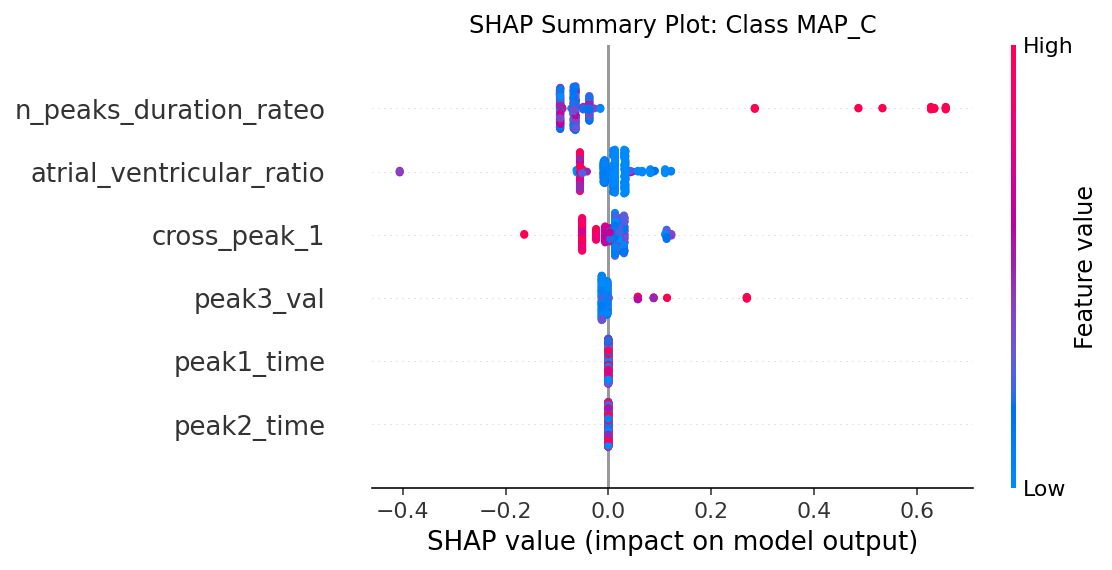 SHAP Summary Plot: Class MAP_C
High
n_peaks_duration_rateo
atrial_ventricular_ratio
cross_peak_1
peak3_val
peak1_time
peak2_time
Feature value
Low
−0.4 −0.2 0.0 0.2 0.4 0.6
SHAP value (impact on model output)